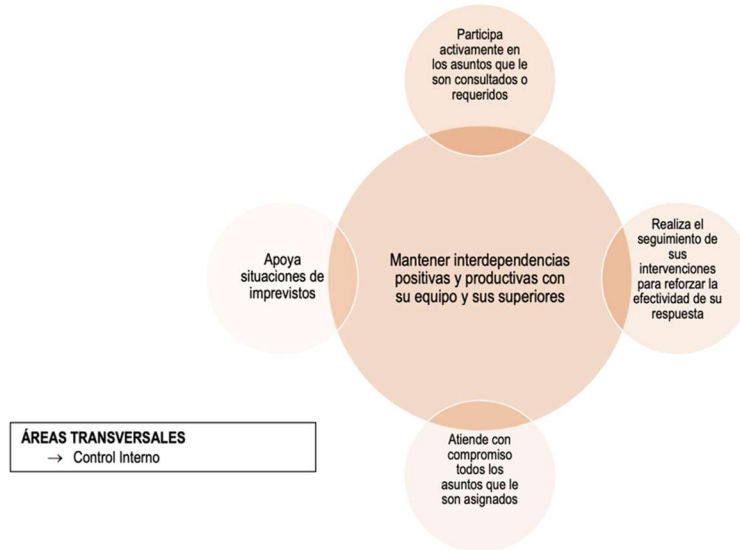 Participa
activamente en
los asuntos que le
son consultados o
requeridos
Realiza el
seguimiento de
sus
intervenciones
para reforzar la
efectividad de su
respuesta
Mantener interdependencias
positivas y productivas con
su equipo y sus superiores
Apoya
situaciones de
imprevistos
Atiende con
compromiso
todos los
asuntos que le
son asignados
ÁREAS TRANSVERSALES
→ Control Interno